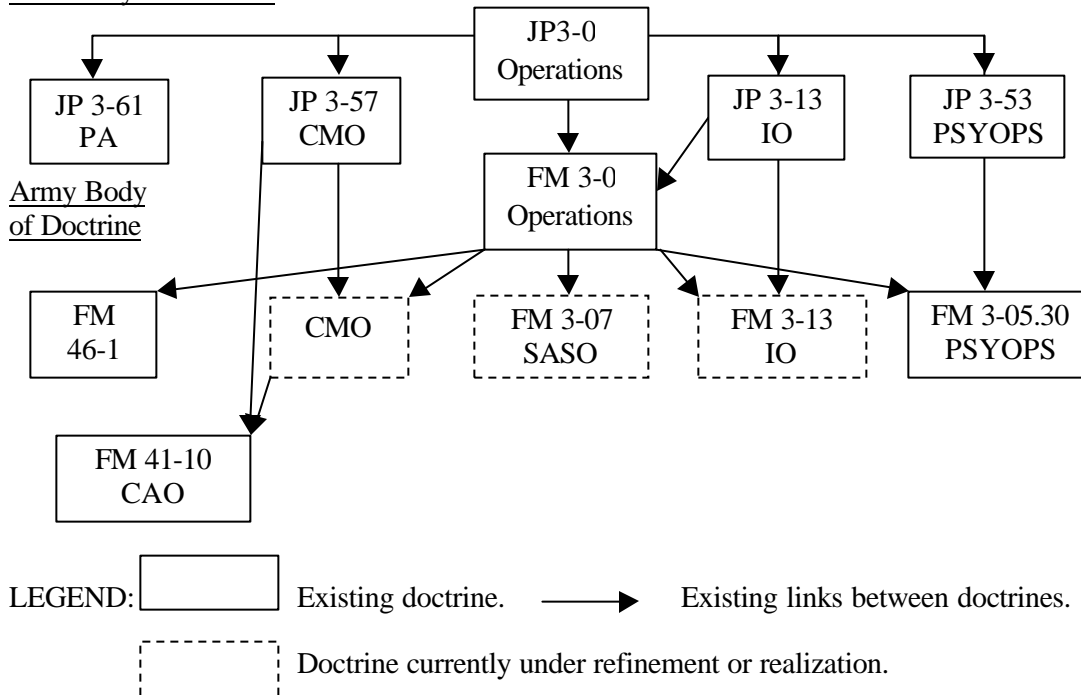 JP3-0
Operations
JP 3-61
PA
JP 3-57
CMO
JP 3-13
IO
JP 3-53
PSYOPS
Army Body
of Doctrine
FM 3-0
Operations
FM
46-1
CMO
FM 3-07
SASO
FM 3-13
IO
FM 3-05.30
PSYOPS
FM 41-10
CAO
LEGEND:
Existing doctrine.
Existing links between doctrines.
Doctrine currently under refinement or realization.